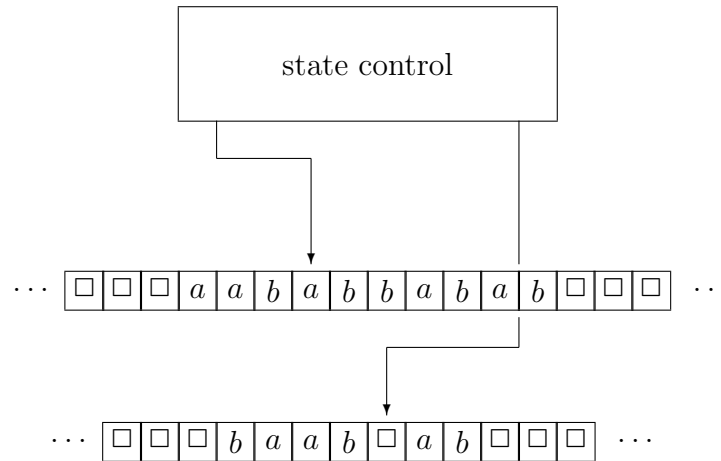 state control
··· □ □ □ a a b a b b a b a b □ □ □ ··
··· □ □ □ b a a b □ a b □ □ □ ···